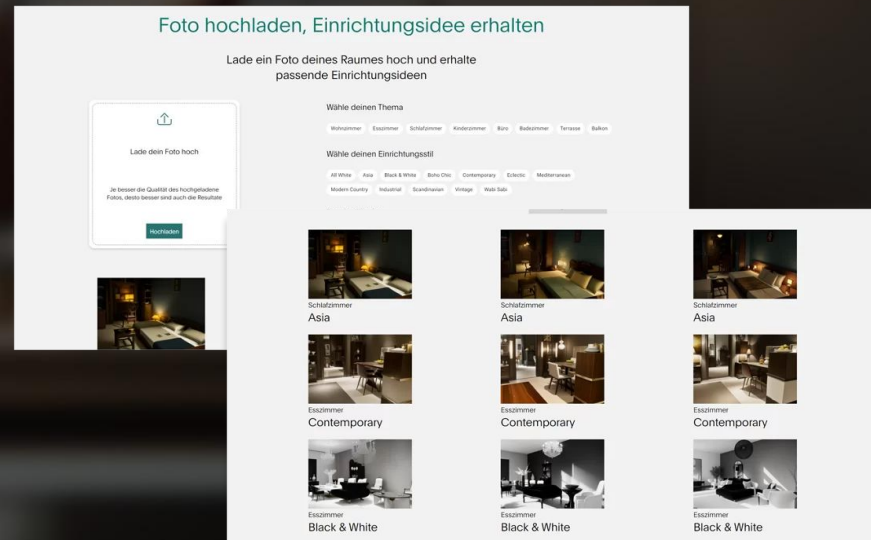 Foto hochladen, Einrichtungsidee erhalten
Lade ein Foto deines Raumes hoch und erhalte
passende Einrichtungsideen
Lade dein Foto hoch
Je besser die Qualität des hochgeladene
Fotos, desto besser sind auch die Resultate
Hochladen
Wähle deinen Thema
Wohnzimmer Esszimmer Schlafzimmer Kinderzimmer Büro Badezimmer Terrasse Balkon
Wähle deinen Einrichtungsstil
All White Asia Black & White Boho Chic Contemporary Eclectic Mediterranean
Modern Country Industrial Scandinavian Vintage Wabi Sabi
Schlafzimmer Schlafzimmer Schlafzimmer
Asia Asia Asia
Esszimmer Esszimmer Esszimmer
Contemporary Contemporary Contemporary
Esszimmer Esszimmer Esszimmer
Black & White Black & White Black & White